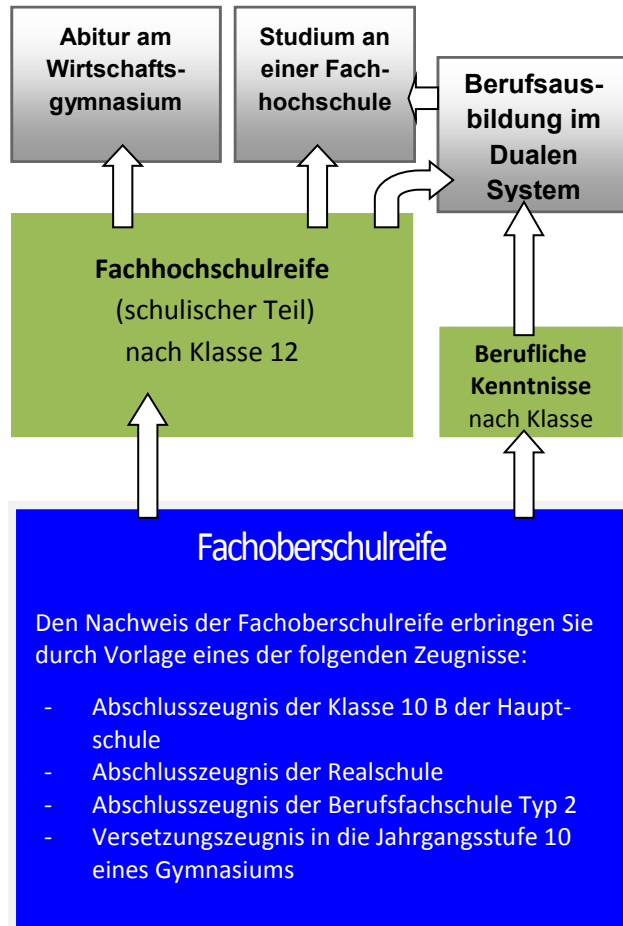 Abitur am
Wirtschafts-
gymnasium
Studium an
einer Fach-
hochschule
Berufsaus-
bildung im
Dualen
System
Fachhochschulreife
(schulischer Teil)
nach Klasse 12
Berufliche
Kenntnisse
nach Klasse
Fachoberschulreife
Den Nachweis der Fachoberschulreife erbringen Sie
durch Vorlage eines der folgenden Zeugnisse:
- Abschlusszeugnis der Klasse 10 B der Haupt-
schule
- Abschlusszeugnis der Realschule
- Abschlusszeugnis der Berufsfachschule Typ 2
- Versetzungszeugnis in die Jahrgangsstufe 10
eines Gymnasiums